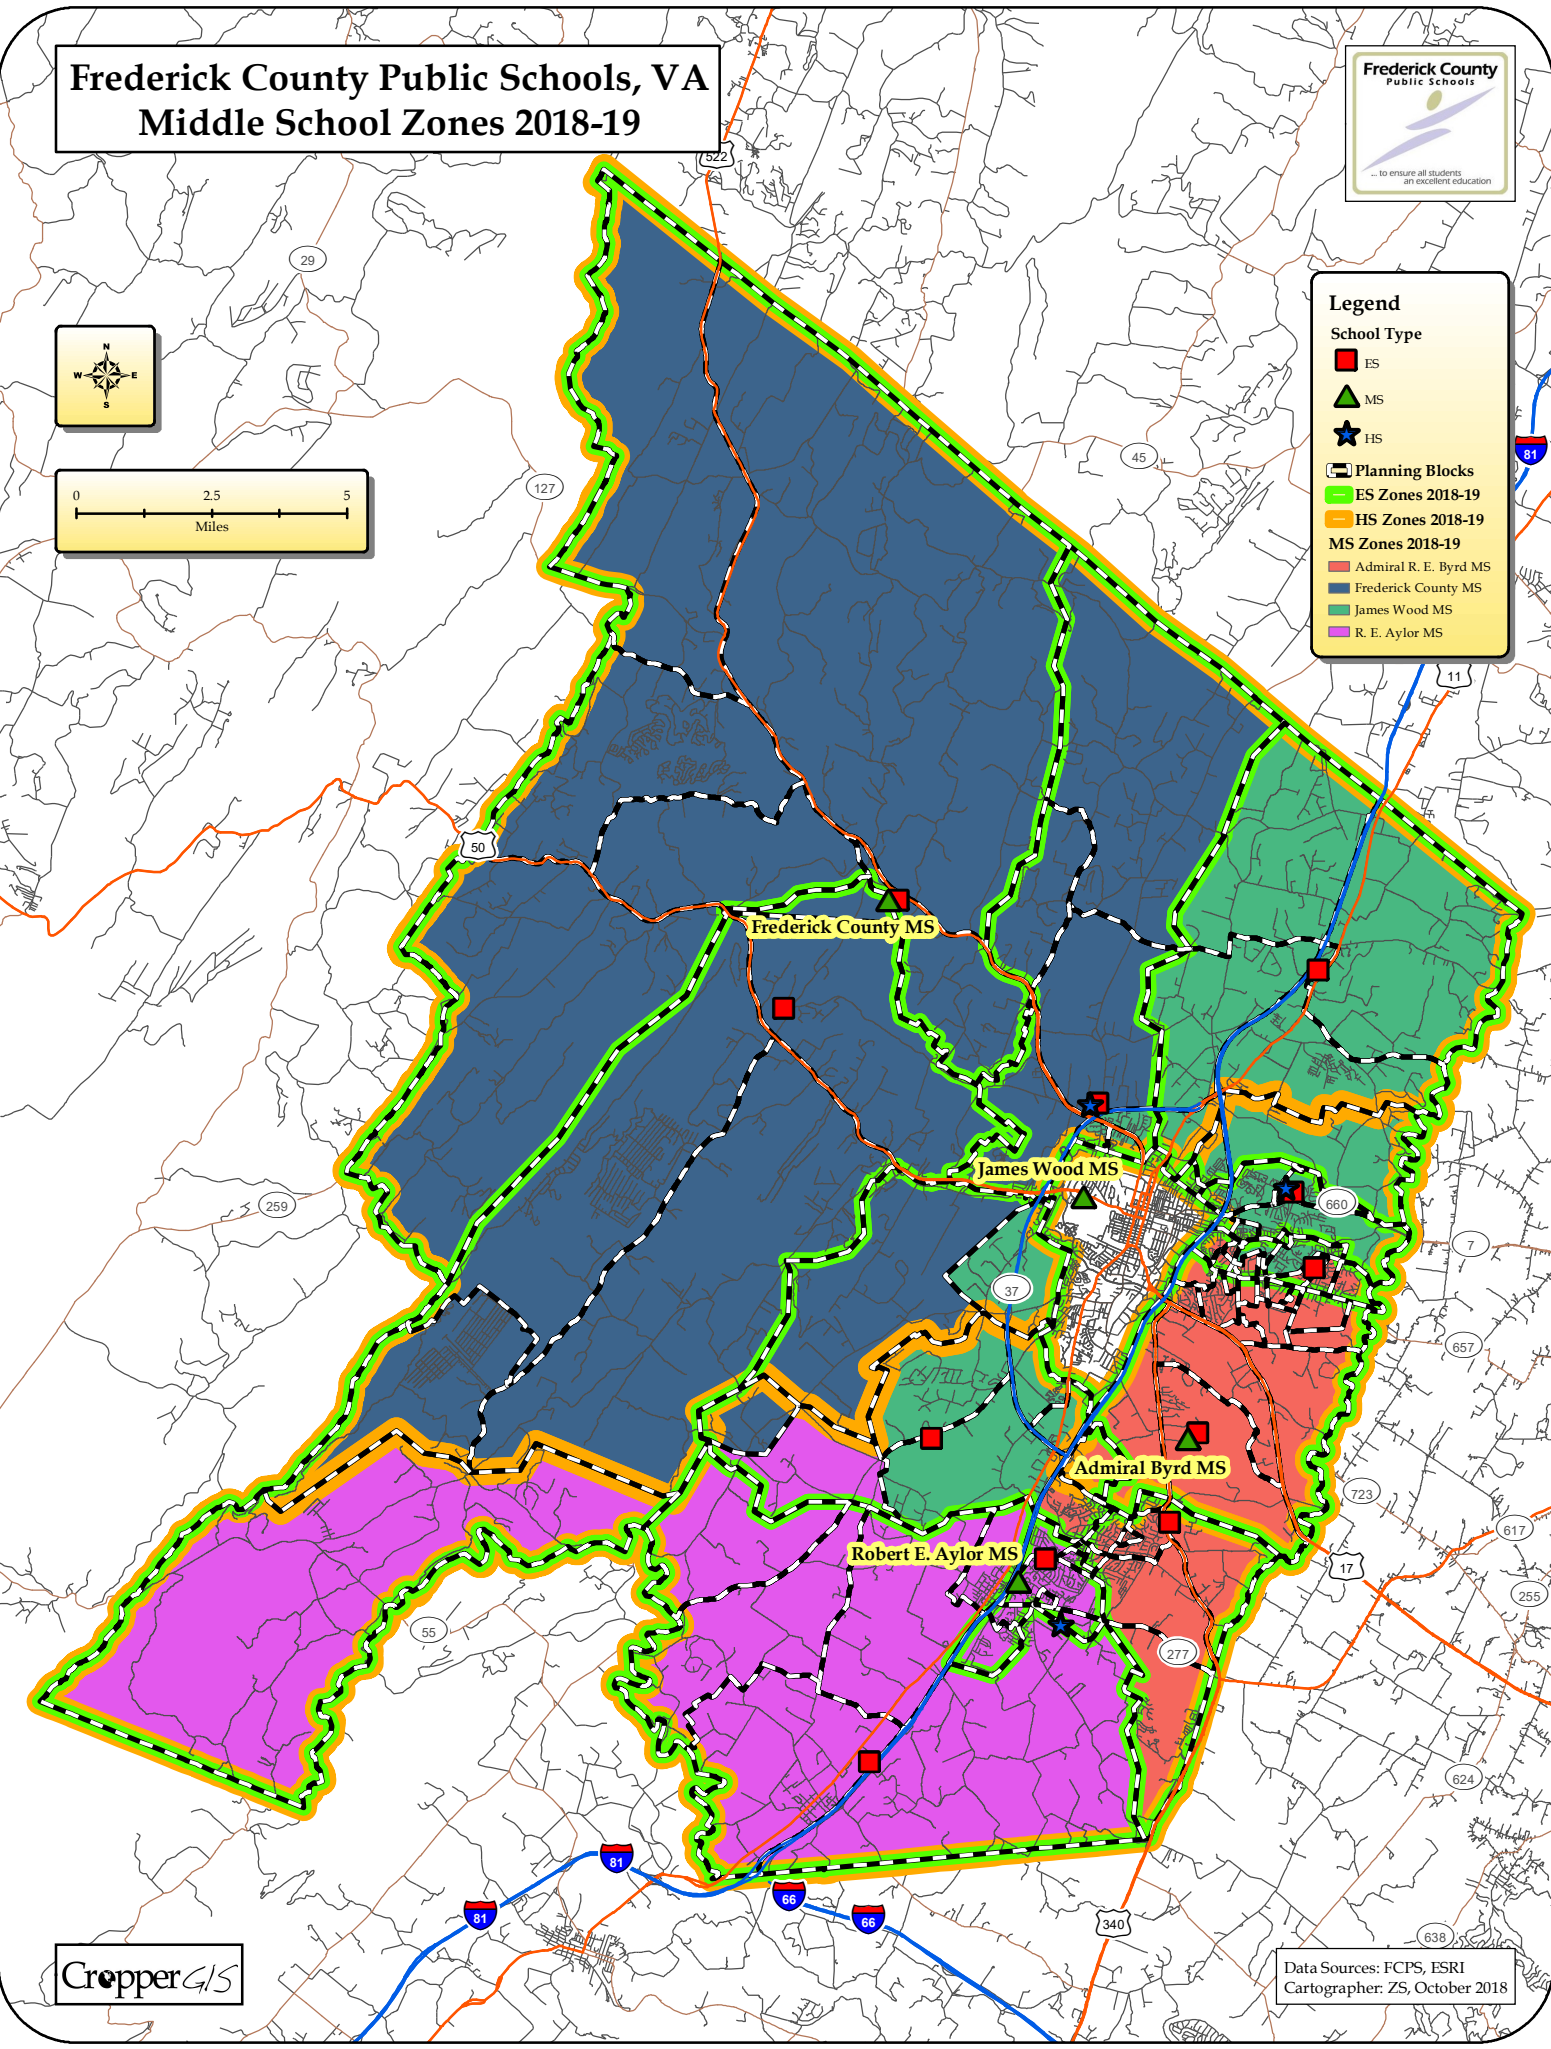 Frederick County Public Schools, VA
Middle School Zones 2018-19
Frederick County
Public Schools
... to ensure all students
an excellent education
522
29
N
W E
S
Legend
School Type
ES
MS
HS
Planning Blocks
ES Zones 2018-19
HS Zones 2018-19
MS Zones 2018-19
Admiral R. E. Byrd MS
Frederick County MS
James Wood MS
R. E. Aylor MS
81
45
127
0 2.5 5
Miles
11
50
Frederick County MS
James Wood MS
259
660
7
37
657
Admiral Byrd MS
723
617
Robert E. Aylor MS
17
255
55
277
624
81
66
81
66
340
638
CropperGIS
Data Sources: FCPS, ESRI
Cartographer: ZS, October 2018